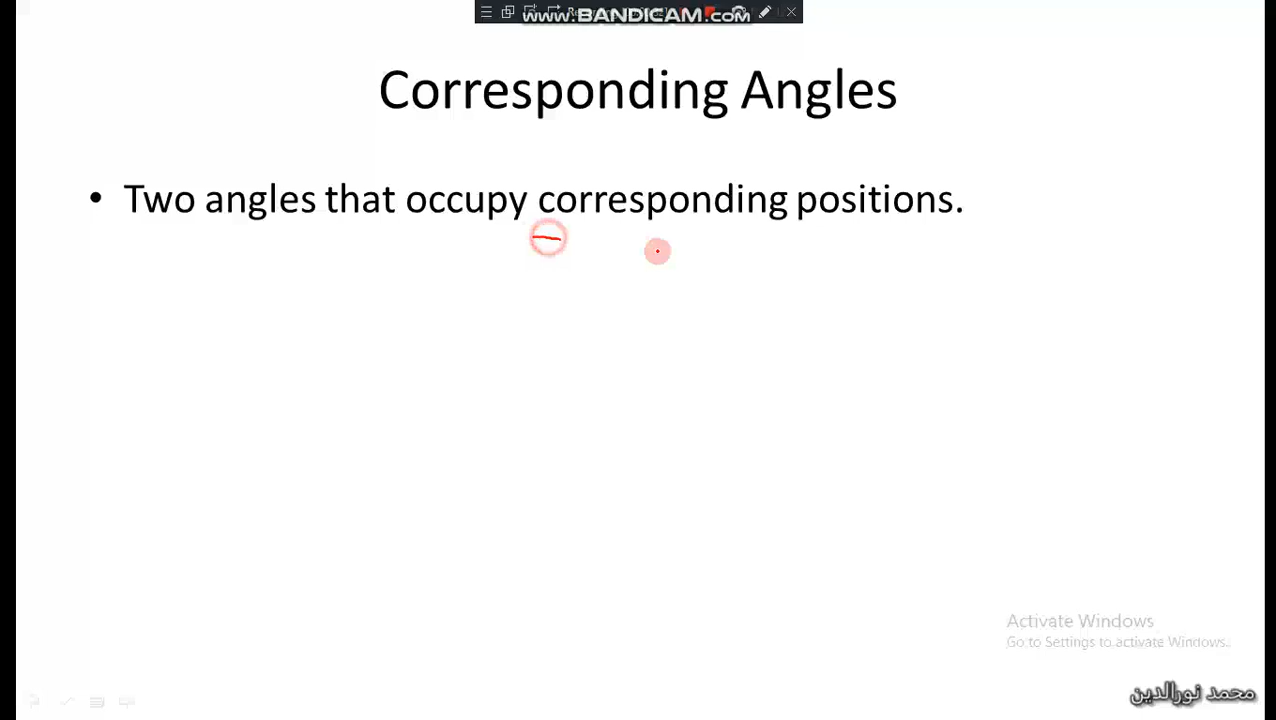 www.BANDICAM.com
Corresponding Angles
• Two angles that occupy corresponding positions.
Activate Windows
Go to Settings to activate Windows.
محمد نورالدين